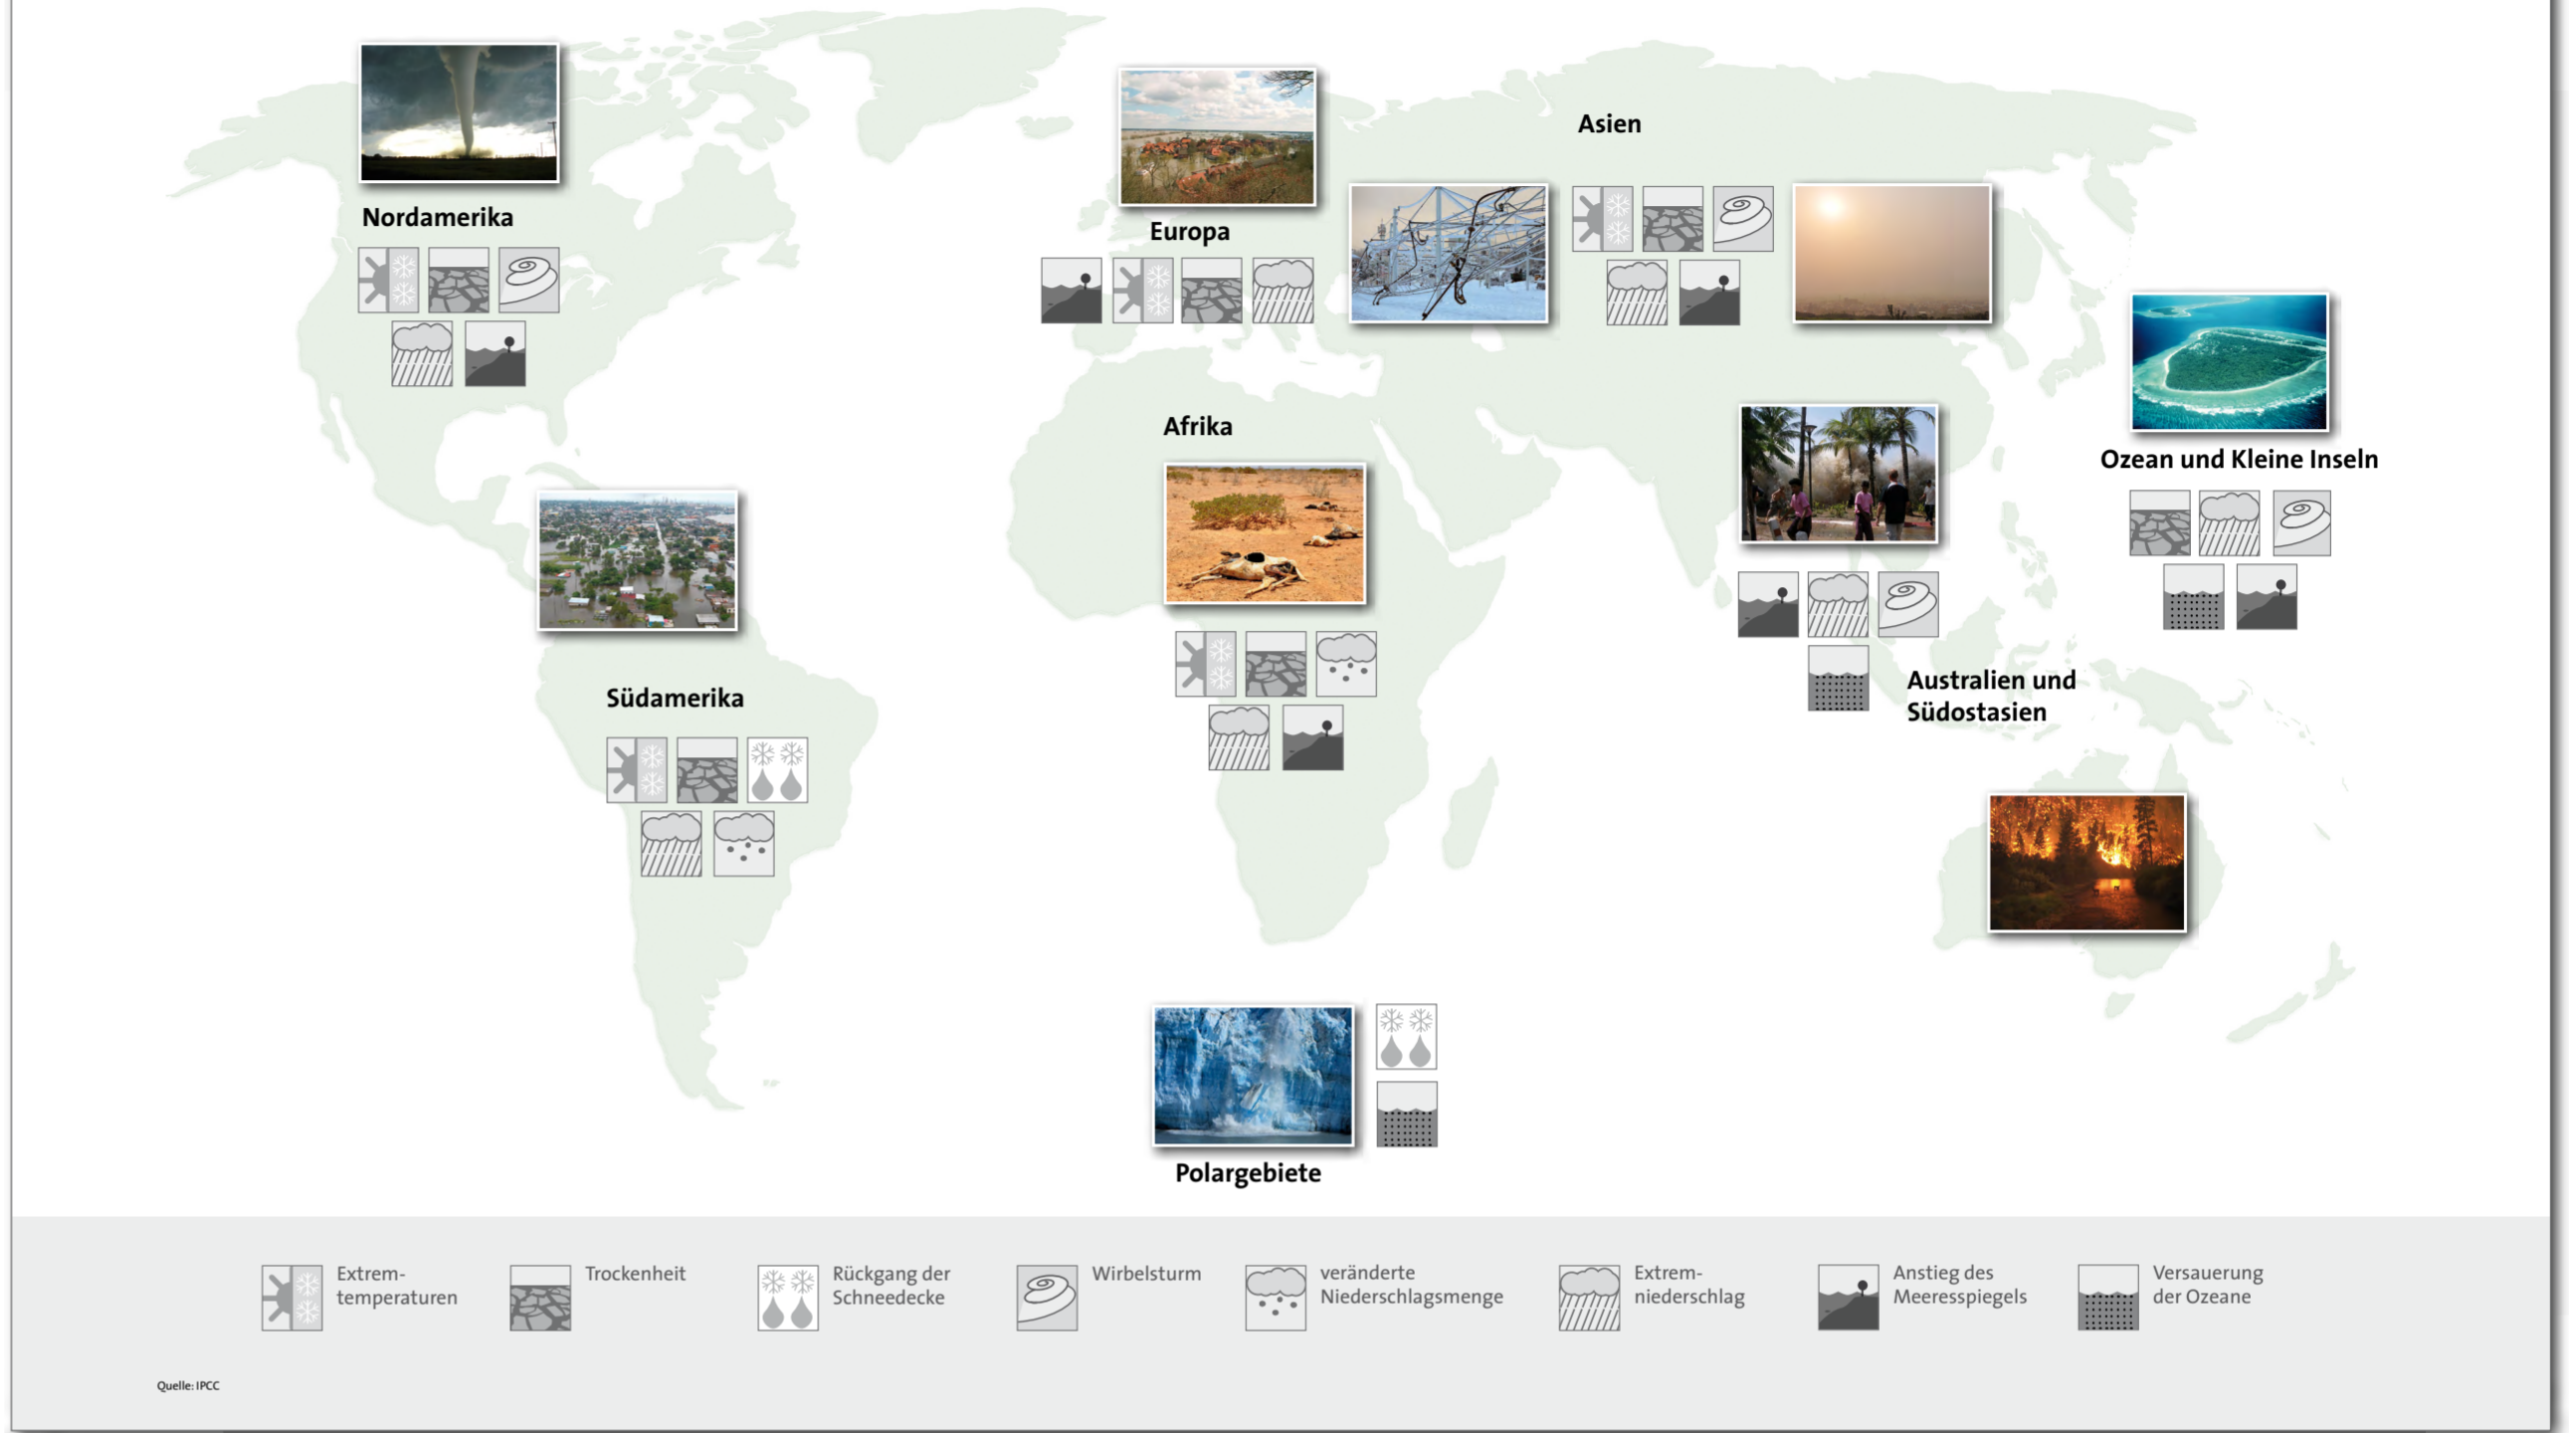 Asien
Nordamerika
Europa
Afrika
Ozean und Kleine Inseln
Südamerika
Australien und
Südostasien
Polargebiete
Extrem-
temperaturen
Trockenheit
Rückgang der
Schneedecke
Wirbelsturm
veränderte
Niederschlagsmenge
Extrem-
niederschlag
Anstieg des
Meeresspiegels
Versauerung
der Ozeane
Quelle: IPCC